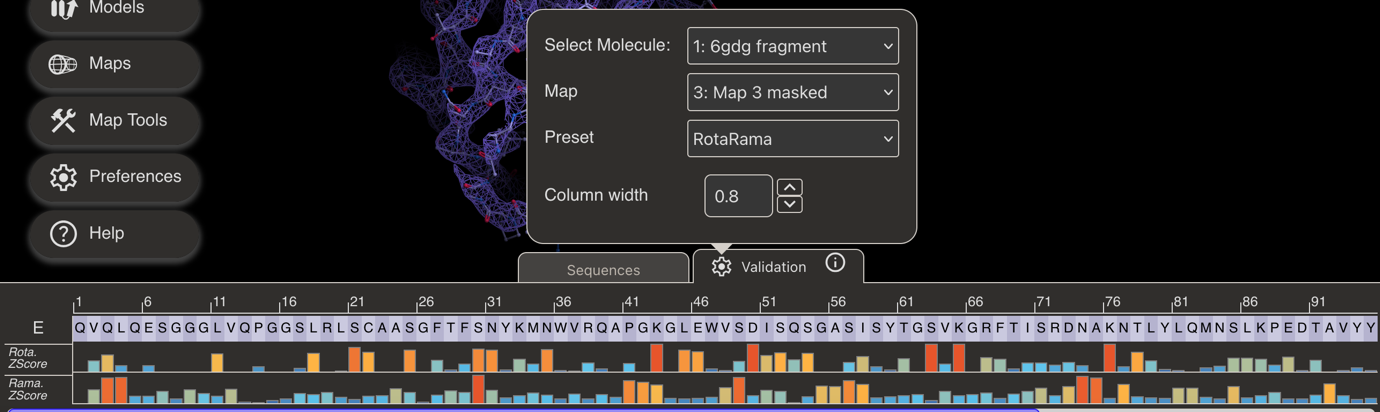 Models
Maps
Map Tools
Preferences
Help
Select Molecule: 1: 6gdg fragment
Map 3: Map 3 masked
Preset RotaRama
Column width 0.8
Sequences Validation
1 6 11 16 21 26 31 36 41 46 51 56 61 66 71 76 81 86 91
E QVQLQESGGGLVQPGGSLRLSCAASGFTFSNYKMNWVRQAPGKGLEWVSDISQSGASISYTGSVKGRFTISRDNAKNTLYLQMNSLKPEDTAVYY
Rota. ZScore
Rama. ZScore